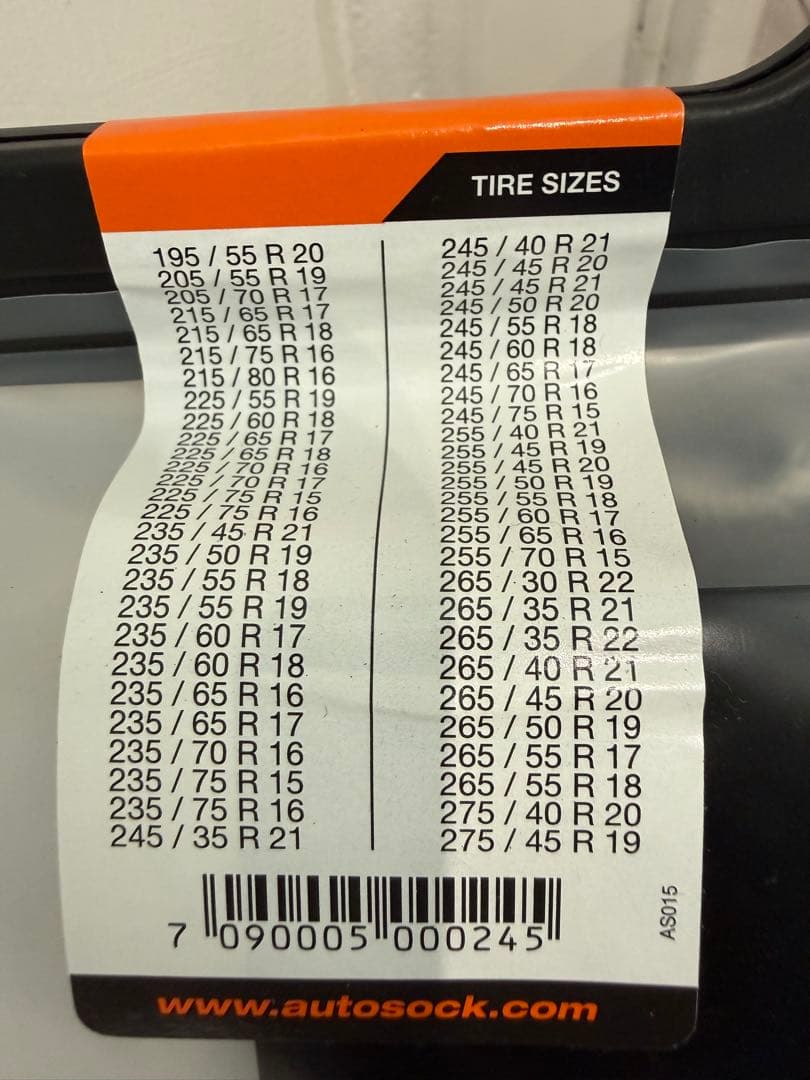 TIRE SIZES
195 / 55 R 20
205 / 55 R 19
205 / 70 R 17
215 / 65 R 17
215 / 65 R 18
215 / 75 R 16
215 / 80 R 16
225 / 55 R 19
225 / 60 R 18
225 / 65 R 17
225 / 65 R 18
225 / 70 R 16
225 / 70 R 17
225 / 75 R 15
225 / 75 R 16
235 / 45 R 21
235 / 50 R 19
235 / 55 R 18
235 / 55 R 19
235 / 60 R 17
235 / 60 R 18
235 / 65 R 16
235 / 65 R 17
235 / 70 R 16
235 / 75 R 15
235 / 75 R 16
245 / 35 R 21
245 / 40 R 21
245 / 45 R 20
245 / 45 R 21
245 / 50 R 20
245 / 55 R 18
245 / 60 R 18
245 / 65 R 17
245 / 70 R 16
245 / 75 R 15
255 / 40 R 21
255 / 45 R 19
255 / 45 R 20
255 / 50 R 19
255 / 55 R 18
255 / 60 R 17
255 / 65 R 16
255 / 70 R 15
265 / 30 R 22
265 / 35 R 21
265 / 35 R 22
265 / 40 R 21
265 / 45 R 20
265 / 50 R 19
265 / 55 R 17
265 / 55 R 18
275 / 40 R 20
275 / 45 R 19
7 090005 000245
AS015
www.autosock.com